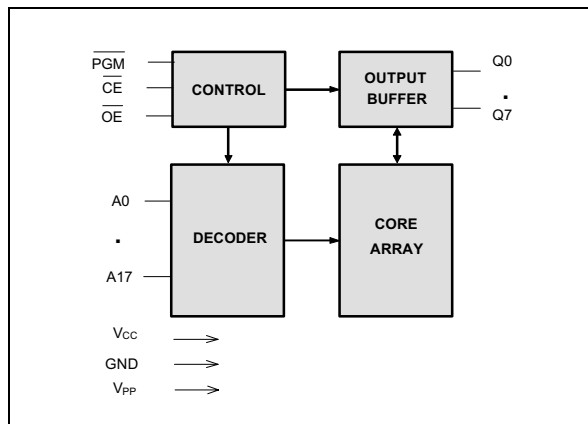 PGM
CE
OE
CONTROL
OUTPUT
BUFFER
Q0
.
Q7
A0
.
A17
DECODER
CORE
ARRAY
VCC
GND
VPP